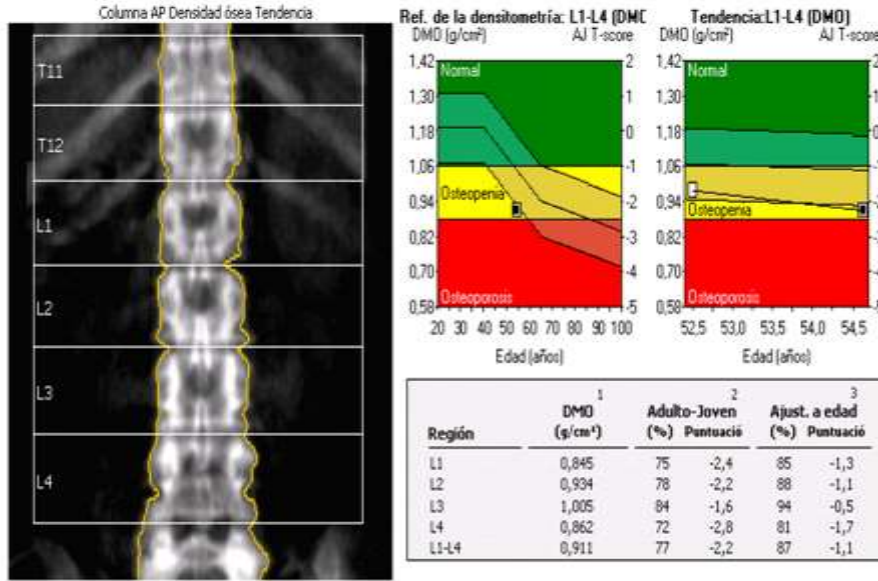 Columna AP Densidad ósea Tendencia
T11
T12
L1
L2
L3
L4
Ref. de la densitometría: L1-L4 (DMC
DMO (g/cm²) AJ T-score
1,42 2
1,30 1
1,18 0
1,06 -1
0,94 -2
0,82 -3
0,70 -4
0,58 -5
Normal
Osteopenia
Osteoporosis
20 30 40 50 60 70 80 90 100
Edad (años)
Tendencia:L1-L4 (DMO)
DMO (g/cm²) AJ T-score
1,42 2
1,30 1
1,18 0
1,06 -1
0,94 -2
0,82 -3
0,70 -4
0,58 -5
Normal
Osteopenia
Osteoporosis
52,5 53,0 53,5 54,0 54,5
Edad (años)
1 2 3
DMO Adulto-Joven Ajust. a edad
Región (g/cm²) (%) Puntuació (%) Puntuació
L1 0,845 75 -2,4 85 -1,3
L2 0,934 78 -2,2 88 -1,1
L3 1,005 84 -1,6 94 -0,5
L4 0,862 72 -2,8 81 -1,7
L1-L4 0,911 77 -2,2 87 -1,1